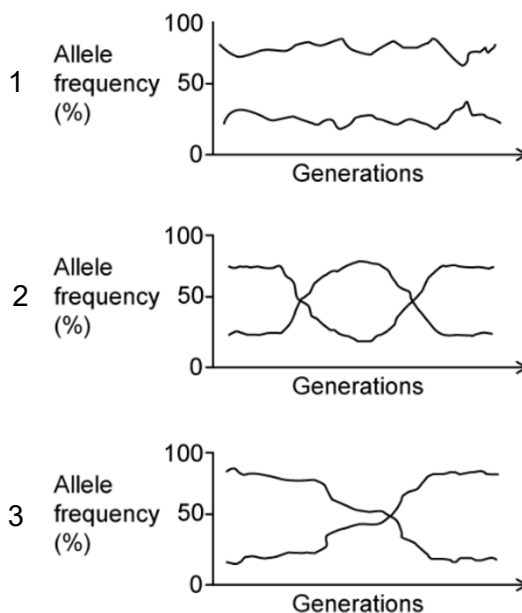 100
1
Allele
frequency
(%)
50
0
Generations
100
2
Allele
frequency
(%)
50
0
Generations
100
3
Allele
frequency
(%)
50
0
Generations